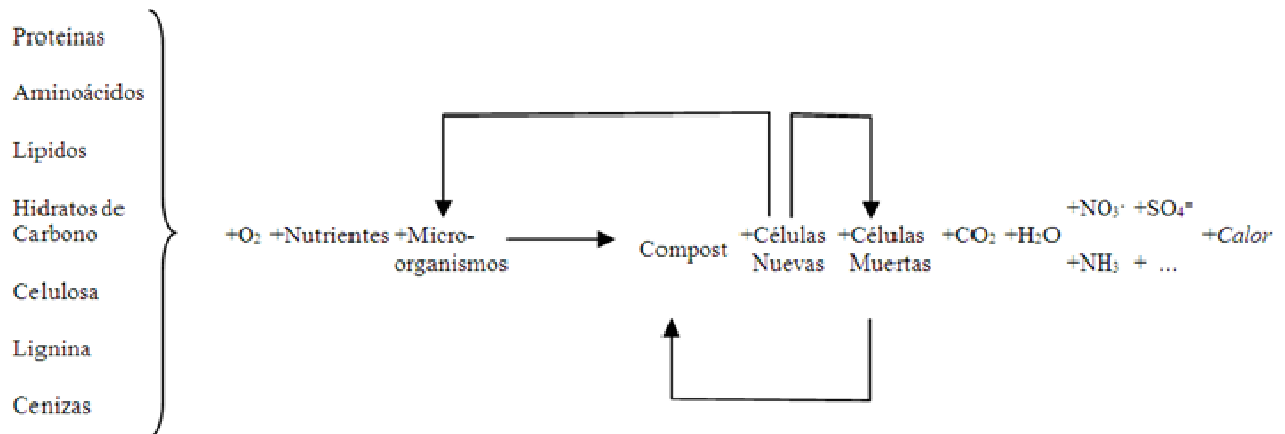 Proteinas
Aminoácidos
Lípidos
Hidratos de
Carbono
Celulosa
Lignina
Cenizas
+O₂ +Nutrientes +Micro-
organismos
Compost
+Células
Nuevas
+Células
Muertas
+CO₂ +H₂O
+NO₃⁻ +SO₄⁼
+NH₃ + ...
+Calor